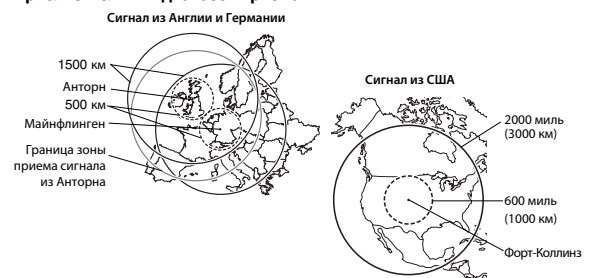 Сигнал из Англии и Германии
1500 км
Анторн
500 км
Майнфлинген
Граница зоны
приема сигнала
из Анторна
Сигнал из США
2000 миль
(3000 км)
600 миль
(1000 км)
Форт-Коллинз